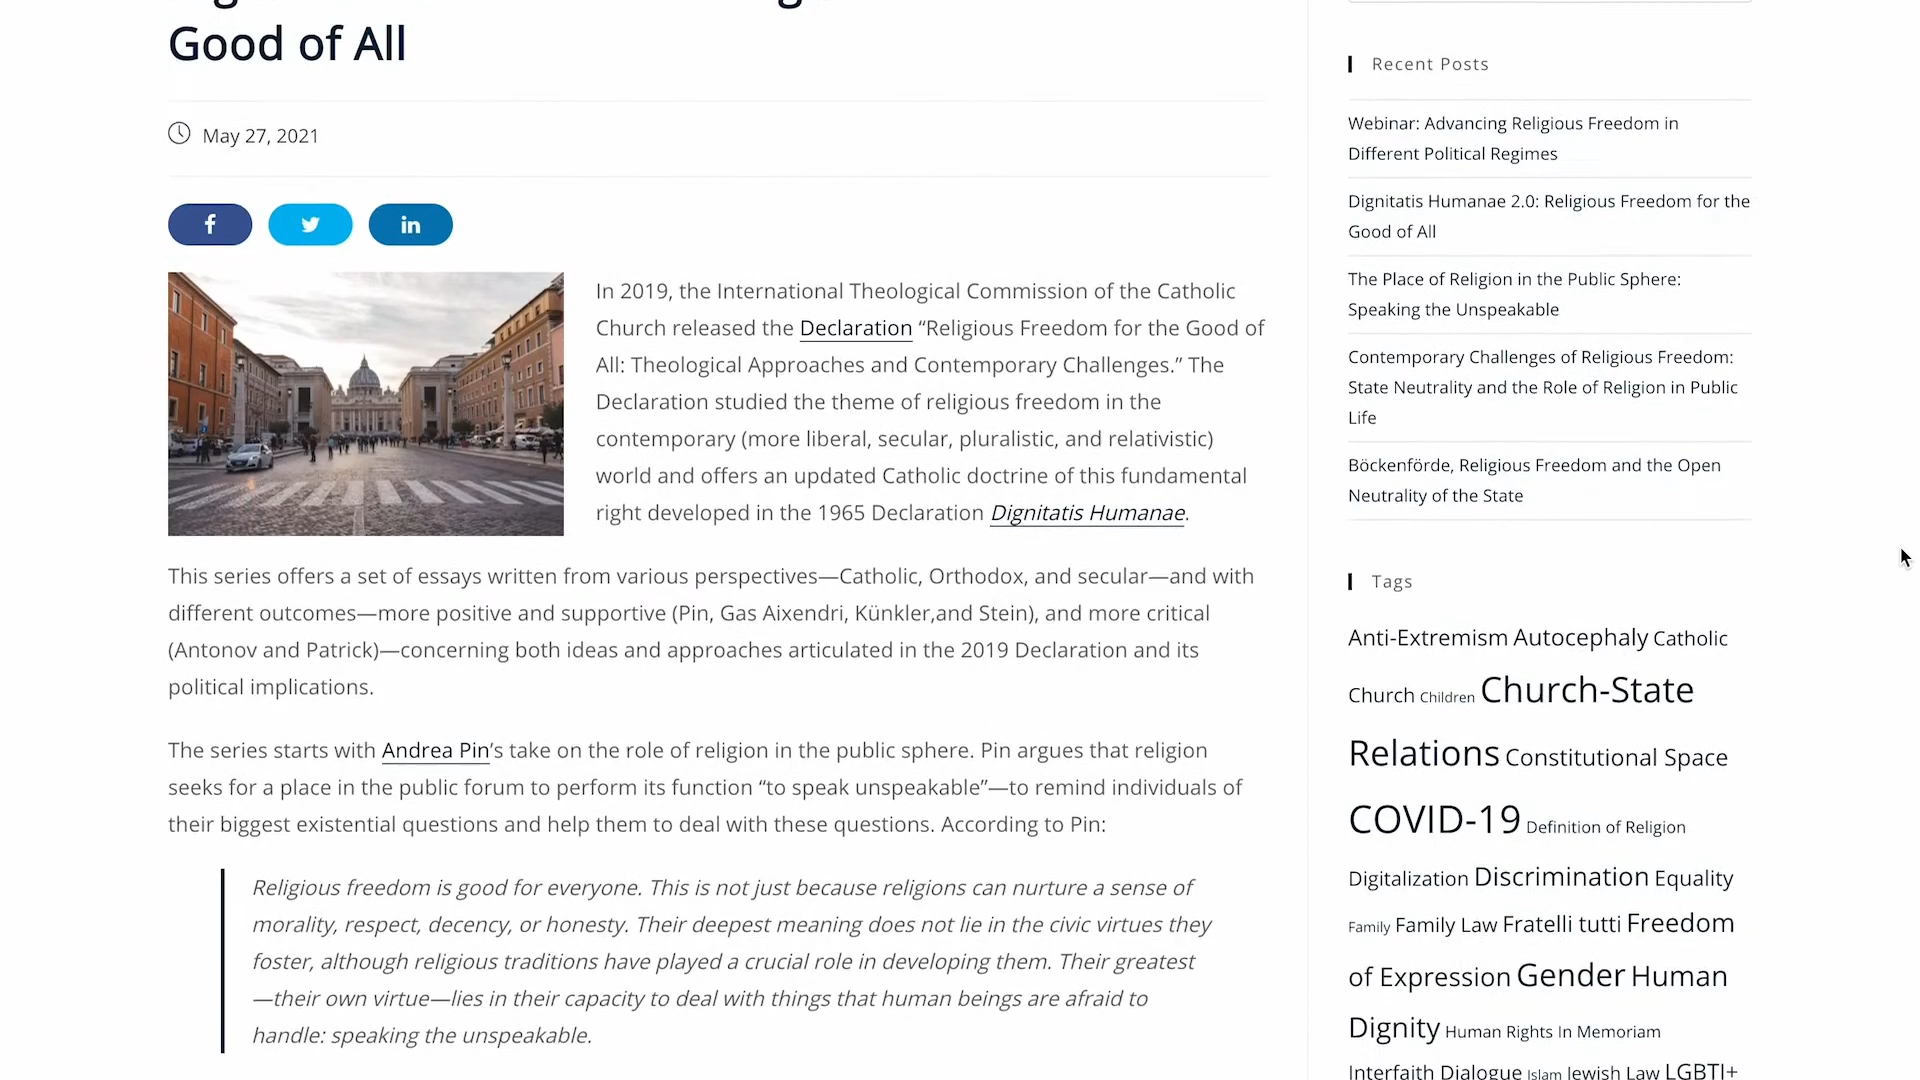 Good of All
May 27, 2021
In 2019, the International Theological Commission of the Catholic
Church released the Declaration “Religious Freedom for the Good of
All: Theological Approaches and Contemporary Challenges.” The
Declaration studied the theme of religious freedom in the
contemporary (more liberal, secular, pluralistic, and relativistic)
world and offers an updated Catholic doctrine of this fundamental
right developed in the 1965 Declaration Dignitatis Humanae.
This series offers a set of essays written from various perspectives—Catholic, Orthodox, and secular—and with
different outcomes—more positive and supportive (Pin, Gas Aixendri, Künkler,and Stein), and more critical
(Antonov and Patrick)—concerning both ideas and approaches articulated in the 2019 Declaration and its
political implications.
The series starts with Andrea Pin’s take on the role of religion in the public sphere. Pin argues that religion
seeks for a place in the public forum to perform its function “to speak unspeakable”—to remind individuals of
their biggest existential questions and help them to deal with these questions. According to Pin:
Religious freedom is good for everyone. This is not just because religions can nurture a sense of
morality, respect, decency, or honesty. Their deepest meaning does not lie in the civic virtues they
foster, although religious traditions have played a crucial role in developing them. Their greatest
—their own virtue—lies in their capacity to deal with things that human beings are afraid to
handle: speaking the unspeakable.
Recent Posts
Webinar: Advancing Religious Freedom in
Different Political Regimes
Dignitatis Humanae 2.0: Religious Freedom for the
Good of All
The Place of Religion in the Public Sphere:
Speaking the Unspeakable
Contemporary Challenges of Religious Freedom:
State Neutrality and the Role of Religion in Public
Life
Böckenförde, Religious Freedom and the Open
Neutrality of the State
Tags
Anti-Extremism Autocephaly Catholic
Church Children Church-State
Relations Constitutional Space
COVID-19 Definition of Religion
Digitalization Discrimination Equality
Family Family Law Fratelli tutti Freedom
of Expression Gender Human
Dignity Human Rights In Memoriam
Interfaith Dialogue Islam Jewish Law LGBTI+